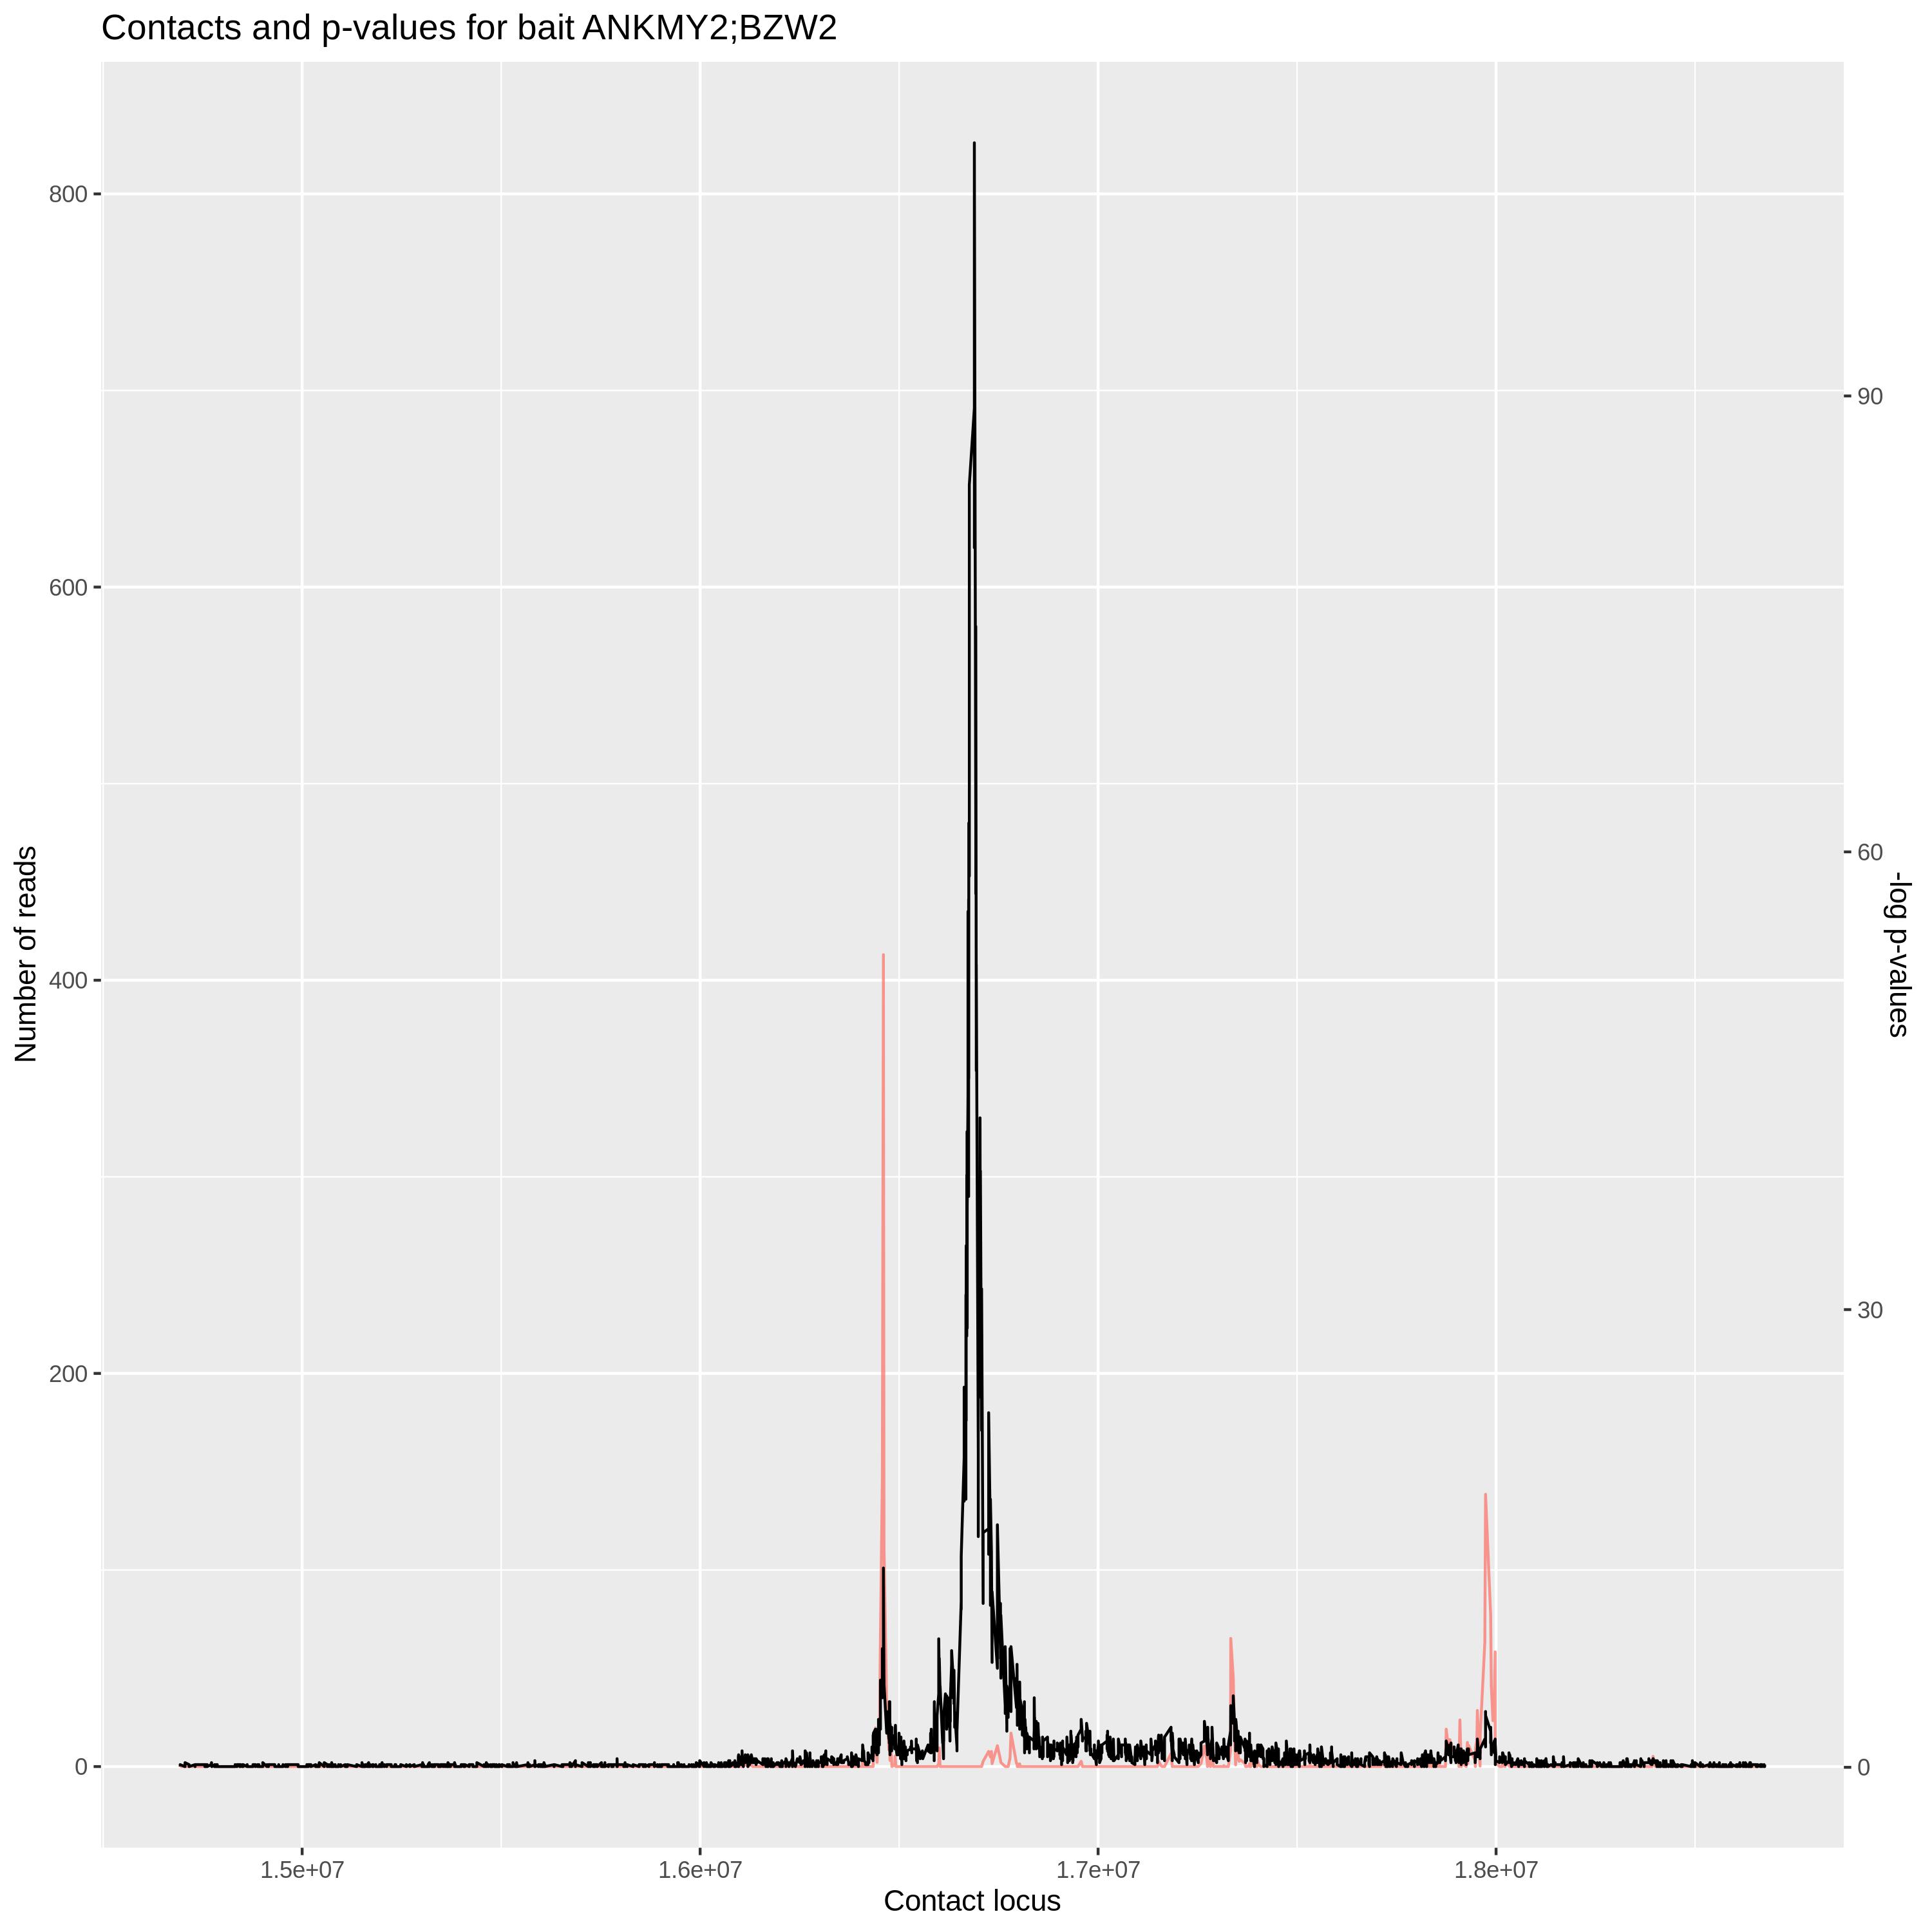 Contacts and p-values for bait ANKMY2;BZW2
800
600
400
200
0
Number of reads
90
60
30
0
-log p-values
1.5e+07
1.6e+07
1.7e+07
1.8e+07
Contact locus